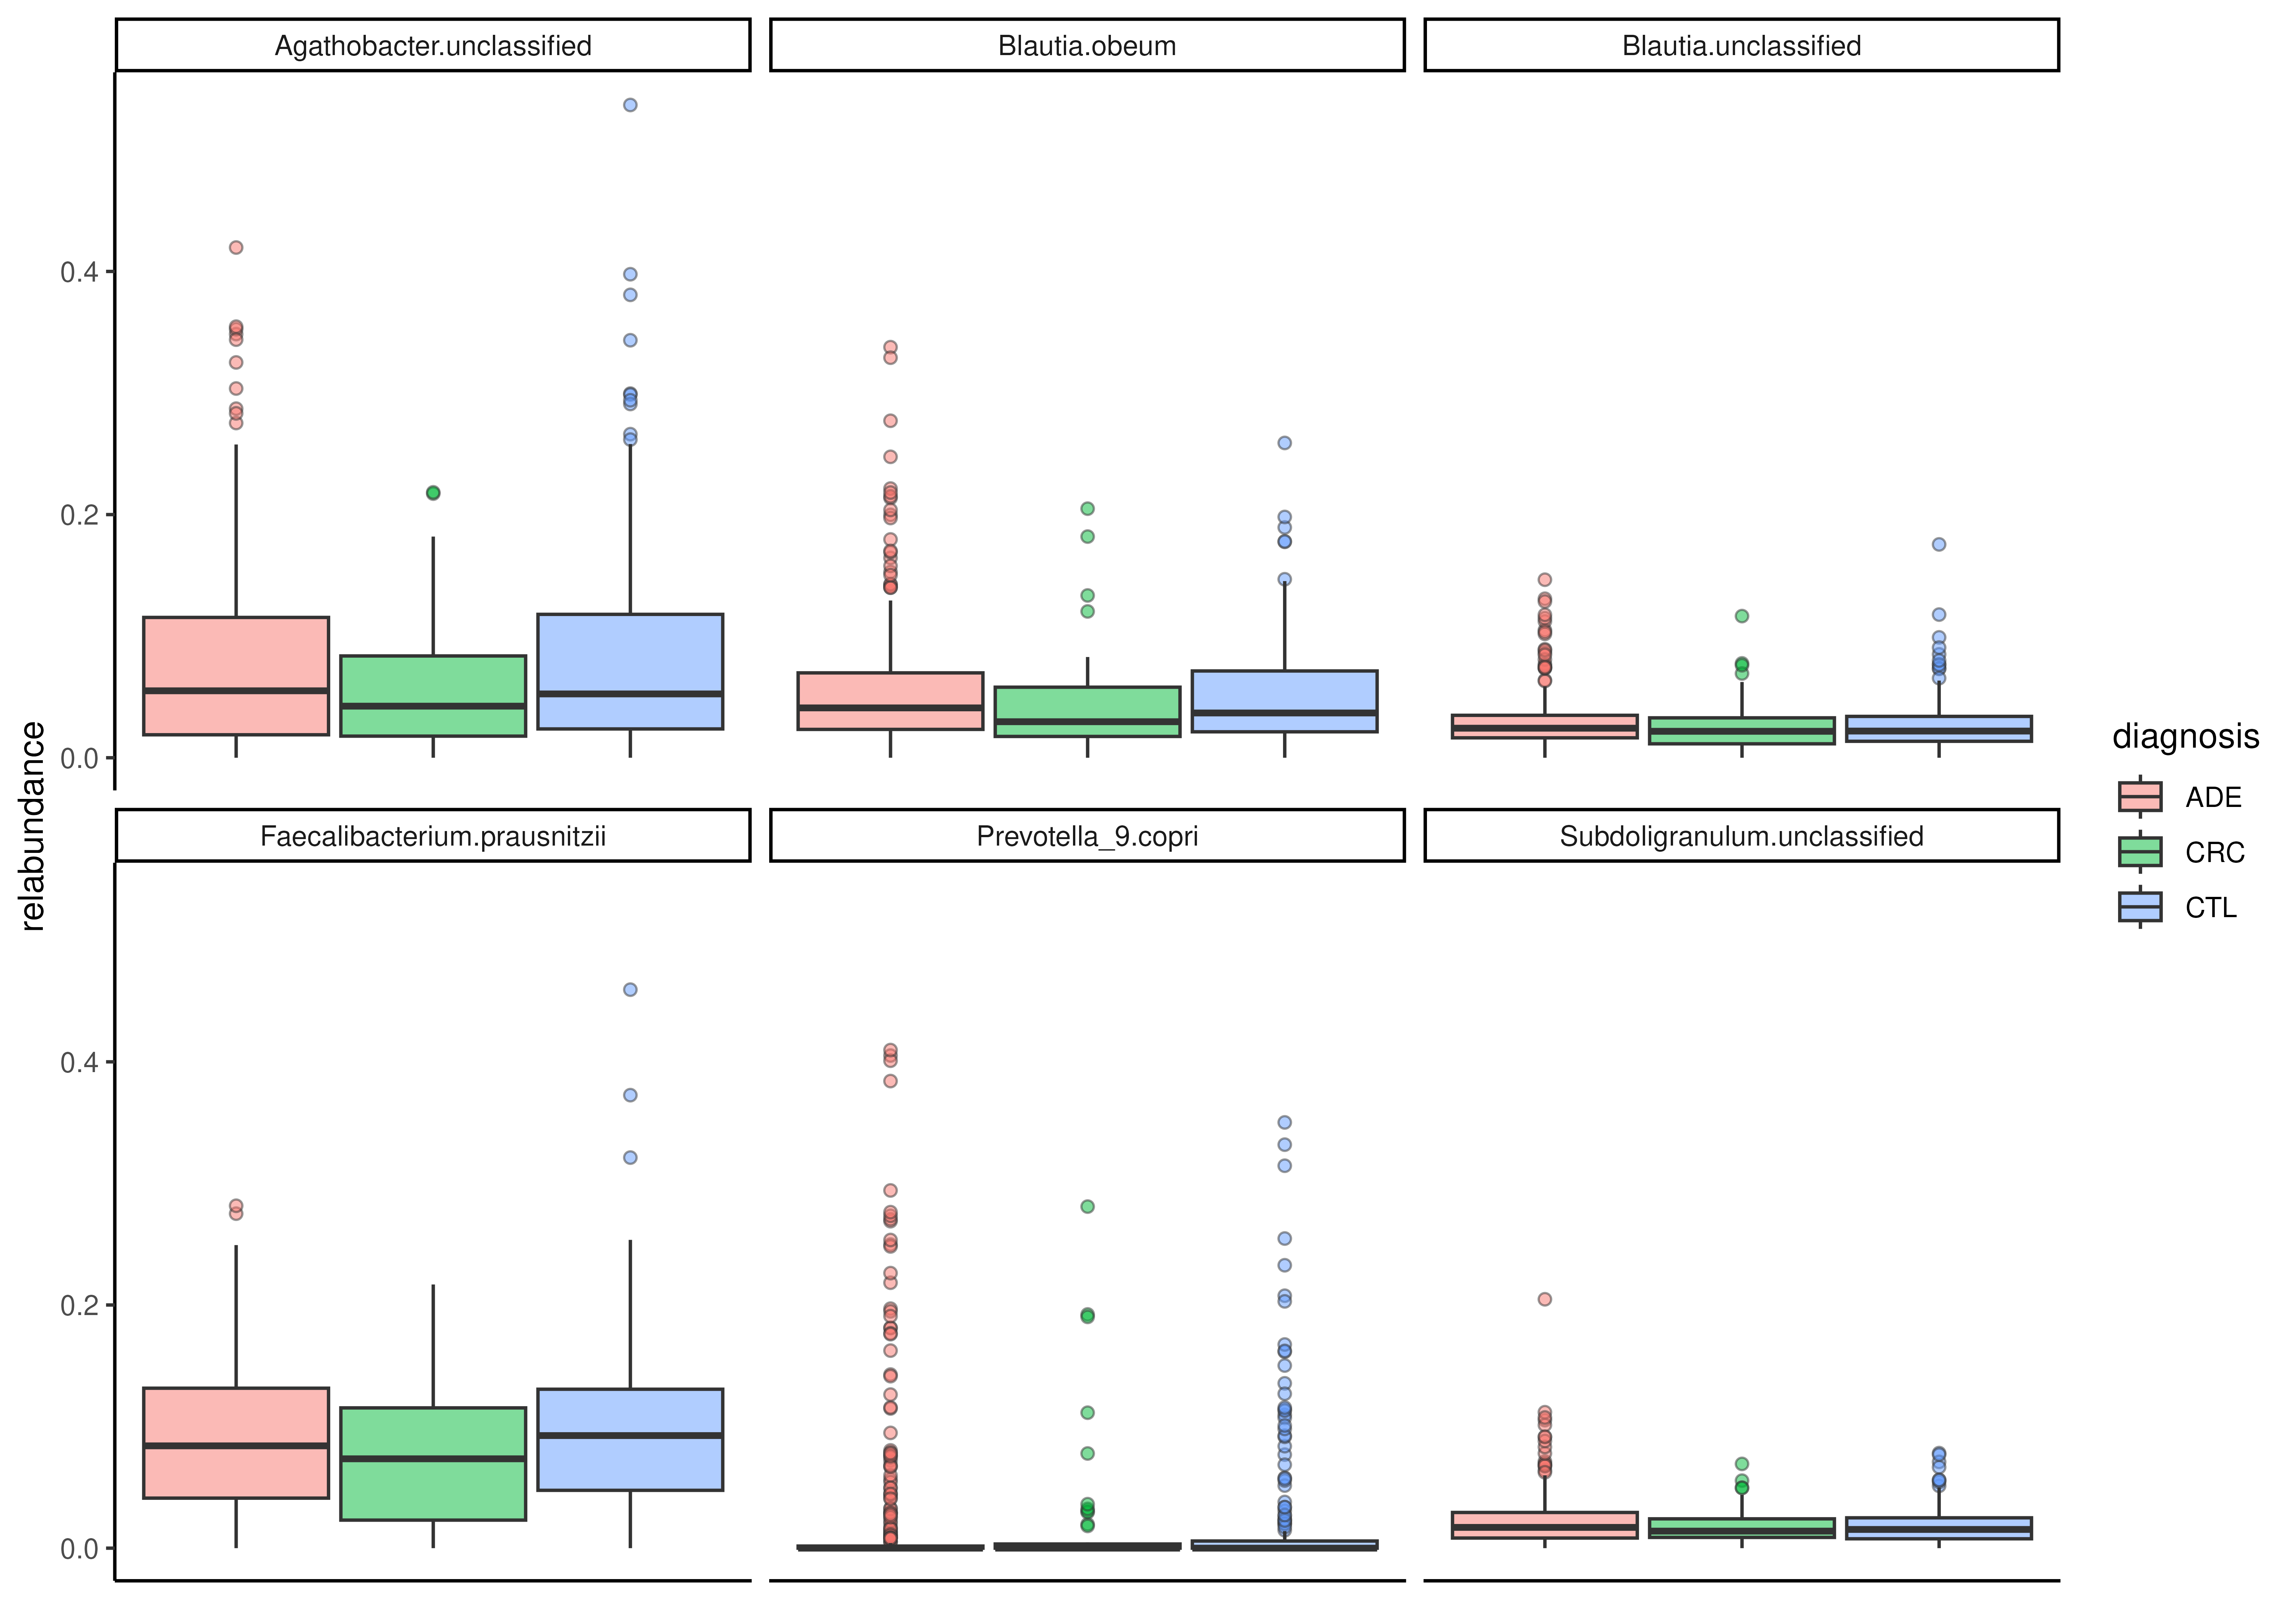 Agathobacter.unclassified
Blautia.obeum
Blautia.unclassified
0.4
0.2
0.0
relabundance
Faecalibacterium.prausnitzii
Prevotella_9.copri
Subdoligranulum.unclassified
0.4
0.2
0.0
diagnosis
ADE
CRC
CTL